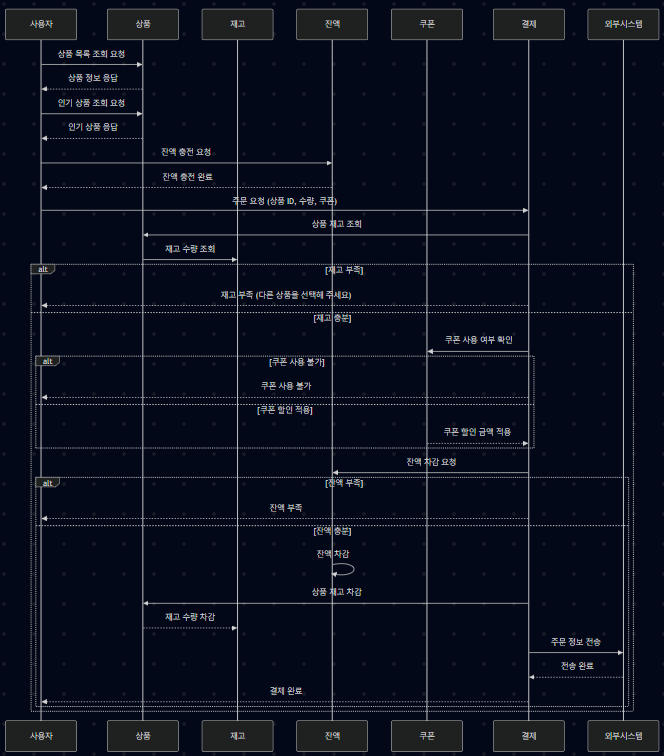 사용자 상품 재고 잔액 쿠폰 결제 외부시스템
상품 목록 조회 요청
상품 정보 응답
인기 상품 조회 요청
인기 상품 응답
잔액 충전 요청
잔액 충전 완료
주문 요청 (상품 ID, 수량, 쿠폰)
상품 재고 조회
재고 수량 조회
alt [재고 부족]
재고 부족 (다른 상품을 선택해 주세요)
[재고 충분]
쿠폰 사용 여부 확인
alt [쿠폰 사용 불가]
쿠폰 사용 불가
[쿠폰 할인 적용]
쿠폰 할인 금액 적용
잔액 차감 요청
alt [잔액 부족]
잔액 부족
[잔액 충분]
잔액 차감
상품 재고 차감
재고 수량 차감
주문 정보 전송
전송 완료
결제 완료
사용자 상품 재고 잔액 쿠폰 결제 외부시스템